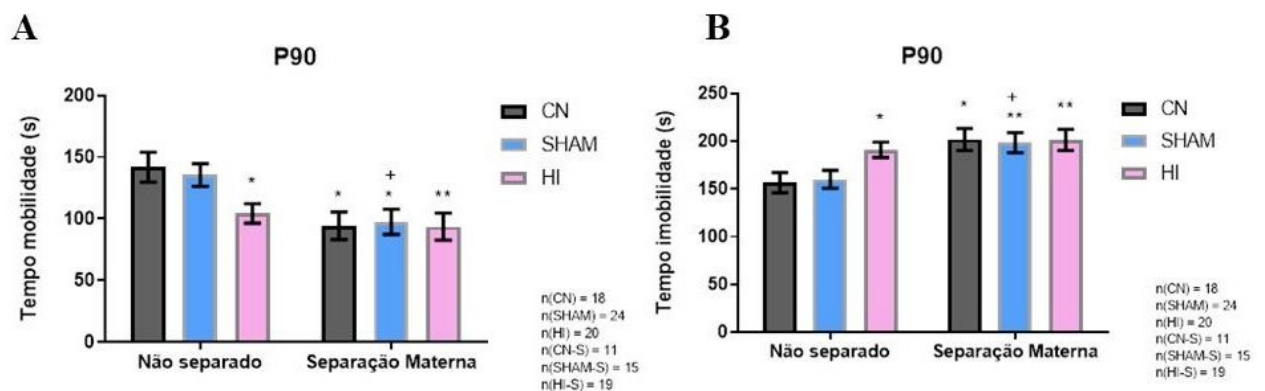 A
P90
Tempo mobilidade (s)
200
150
100
50
0
*
*
+
*
**
Não separado
Separação Materna
CN
SHAM
HI
n(CN) = 18
n(SHAM) = 24
n(HI) = 20
n(CN-S) = 11
n(SHAM-S) = 15
n(HI-S) = 19
B
P90
Tempo imobilidade (s)
250
200
150
100
50
0
*
*
+
**
**
Não separado
Separação Materna
CN
SHAM
HI
n(CN) = 18
n(SHAM) = 24
n(HI) = 20
n(CN-S) = 11
n(SHAM-S) = 15
n(HI-S) = 19